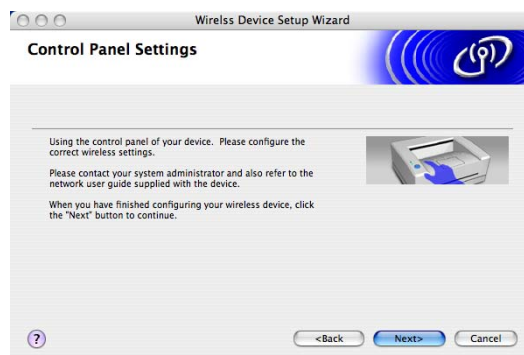 Wirelss Device Setup Wizard
Control Panel Settings
Using the control panel of your device. Please configure the
correct wireless settings.
Please contact your system administrator and also refer to the
network user guide supplied with the device.
When you have finished configuring your wireless device, click
the "Next" button to continue.
?
<Back
Next>
Cancel